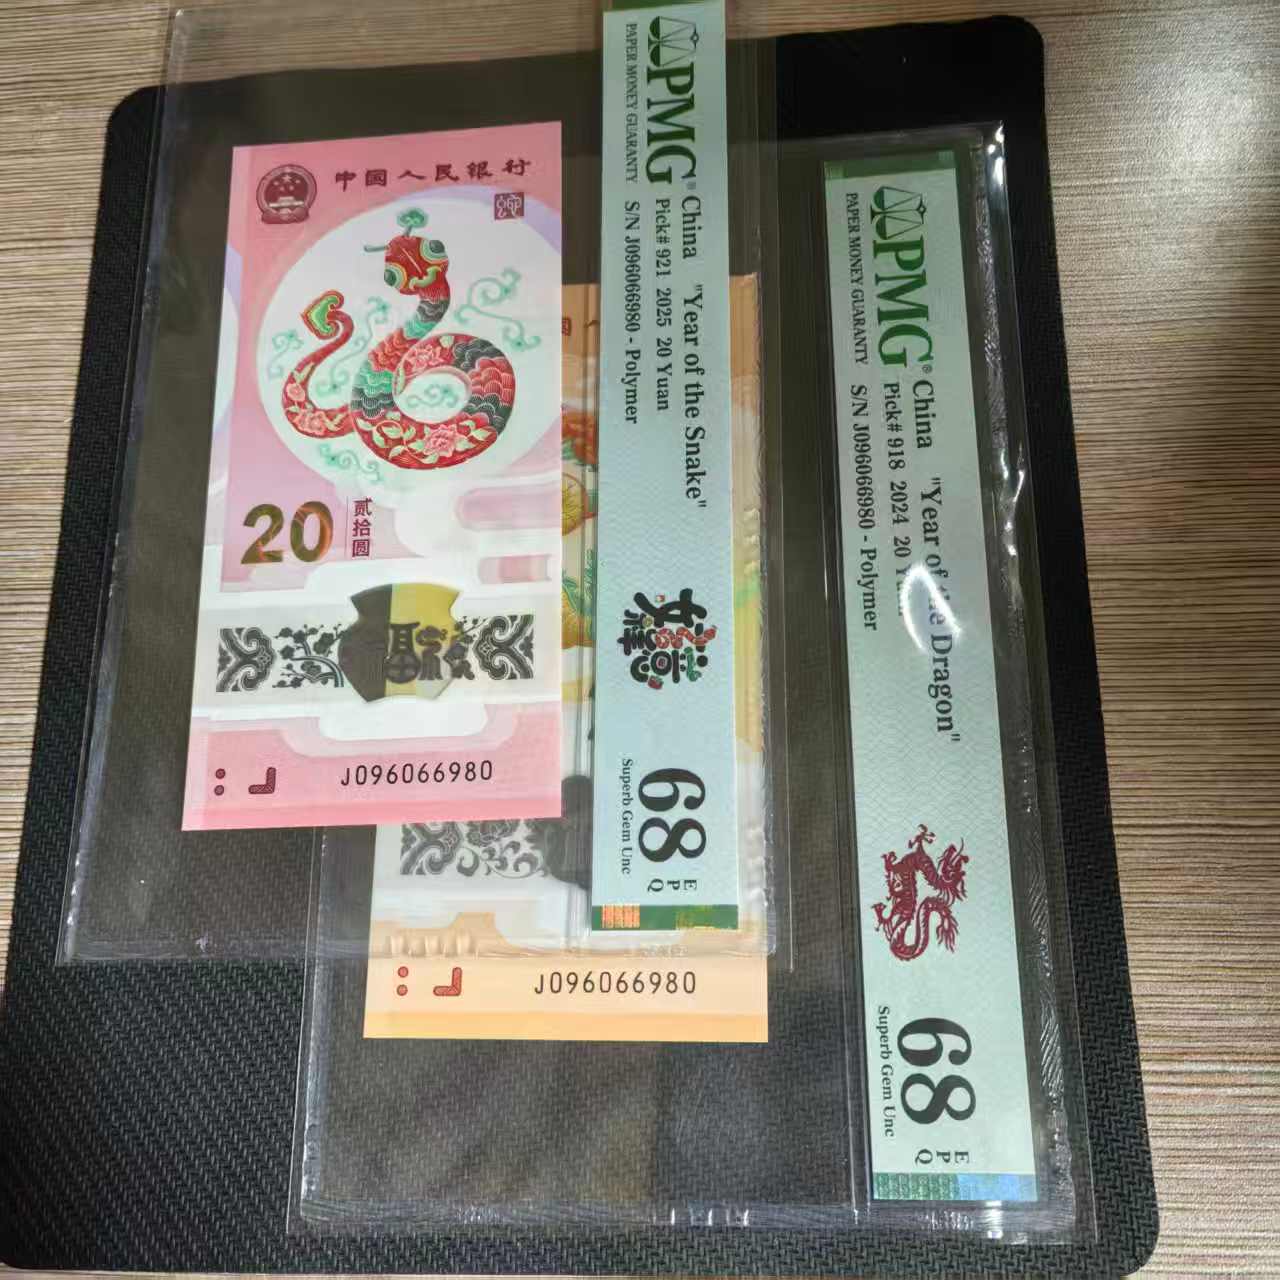 中国人民银行
20
贰拾圆
J096066980
PMG®
PAPER MONEY GUARANTY
China "Year of the Snake"
Pick# 921 2025 20 Yuan
S/N J096066980 - Polymer
68
EPQ
Superb Gem Unc
J096066980
PMG®
PAPER MONEY GUARANTY
China "Year of the Dragon"
Pick# 918 2024 20 Yuan
S/N J096066980 - Polymer
68
EPQ
Superb Gem Unc